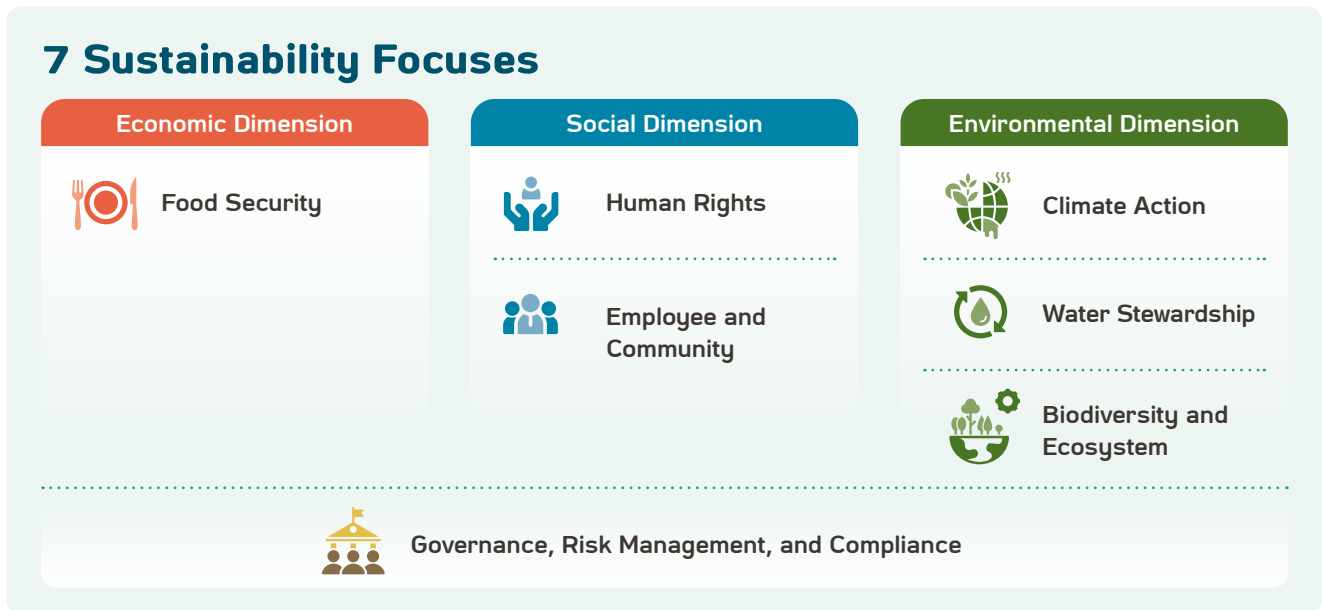 7 Sustainability Focuses
Economic Dimension
Food Security
Social Dimension
Human Rights
Employee and
Community
Environmental Dimension
Climate Action
Water Stewardship
Biodiversity and
Ecosystem
Governance, Risk Management, and Compliance